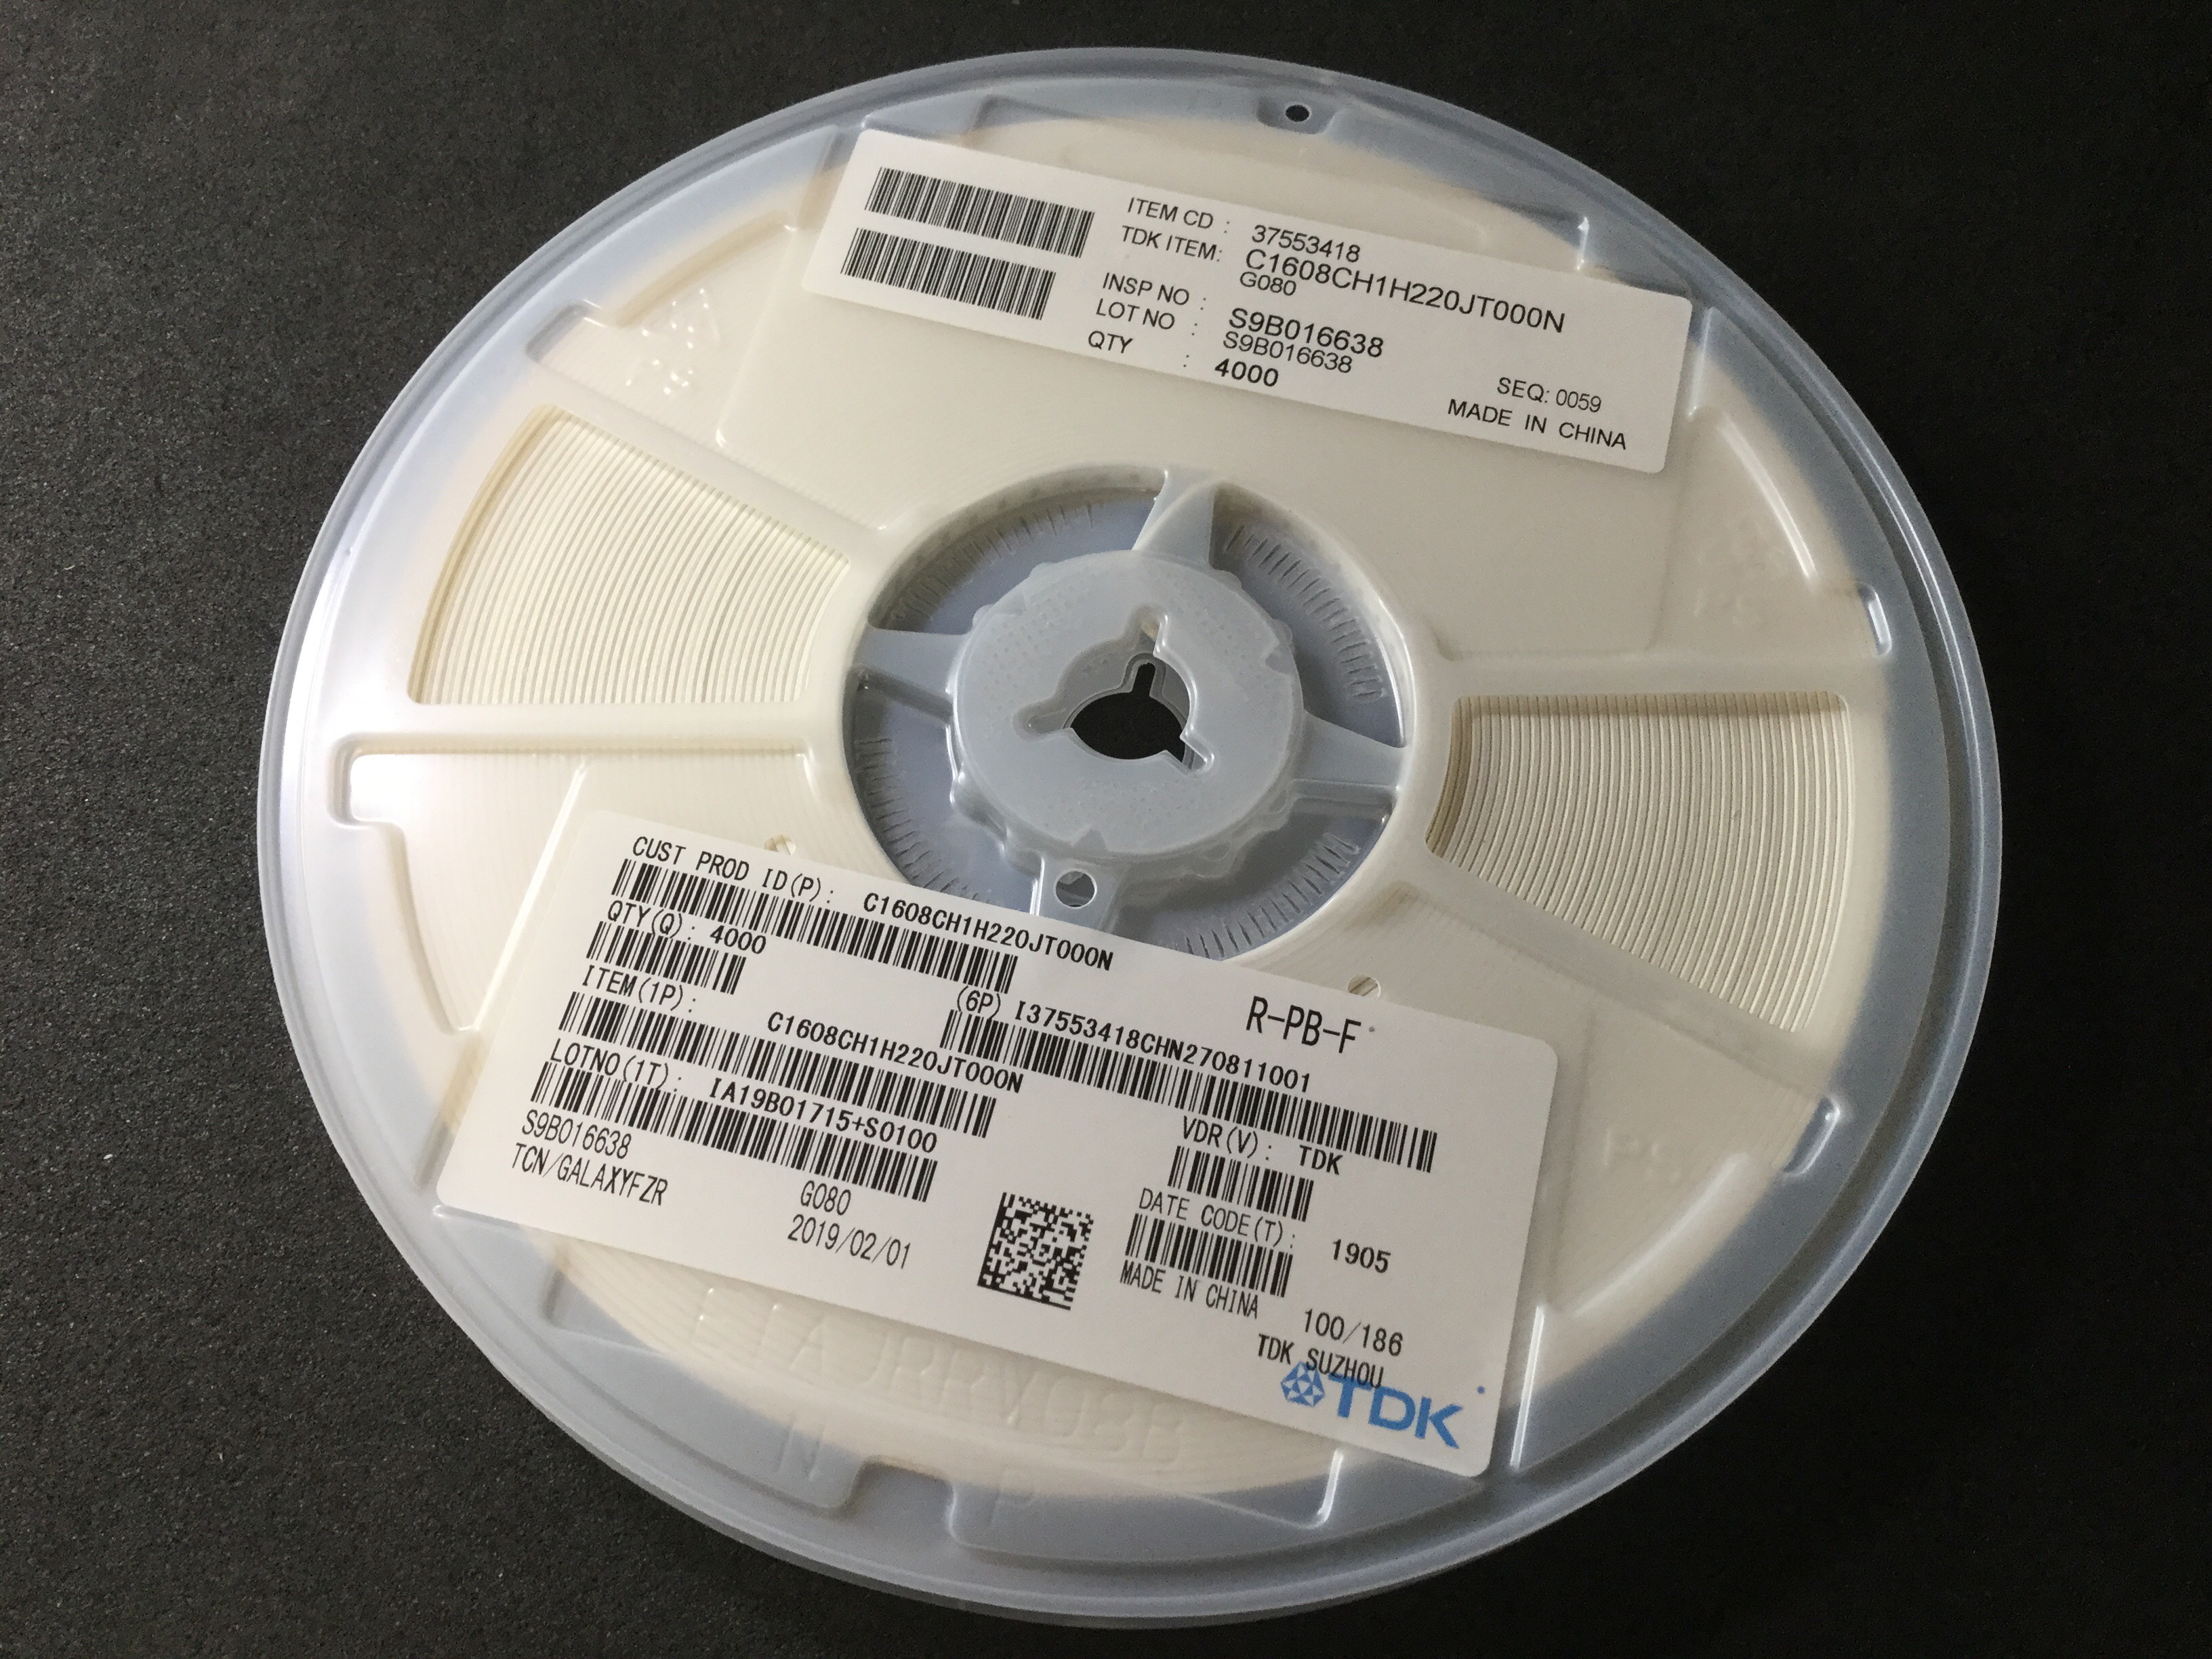 ITEM CD : 37553418
TDK ITEM: C1608CH1H220JT000N
G080
INSP NO : S9B016638
LOT NO : S9B016638
QTY : 4000
SEQ: 0059
MADE IN CHINA
CUST PROD ID(P): C1608CH1H220JT000N
QTY(Q): 4000
R-PB-F
(6P) I37553418CHN270811001
ITEM(1P):
C1608CH1H220JT000N
LOTNO(1T): IA19B01715+S0100
VDR(V): TDK
S9B016638
TCN/GALAXYFZR
G080
2019/02/01
DATE CODE(T): 1905
MADE IN CHINA
100/186
TDK SUZHOU
TDK
PS
PS